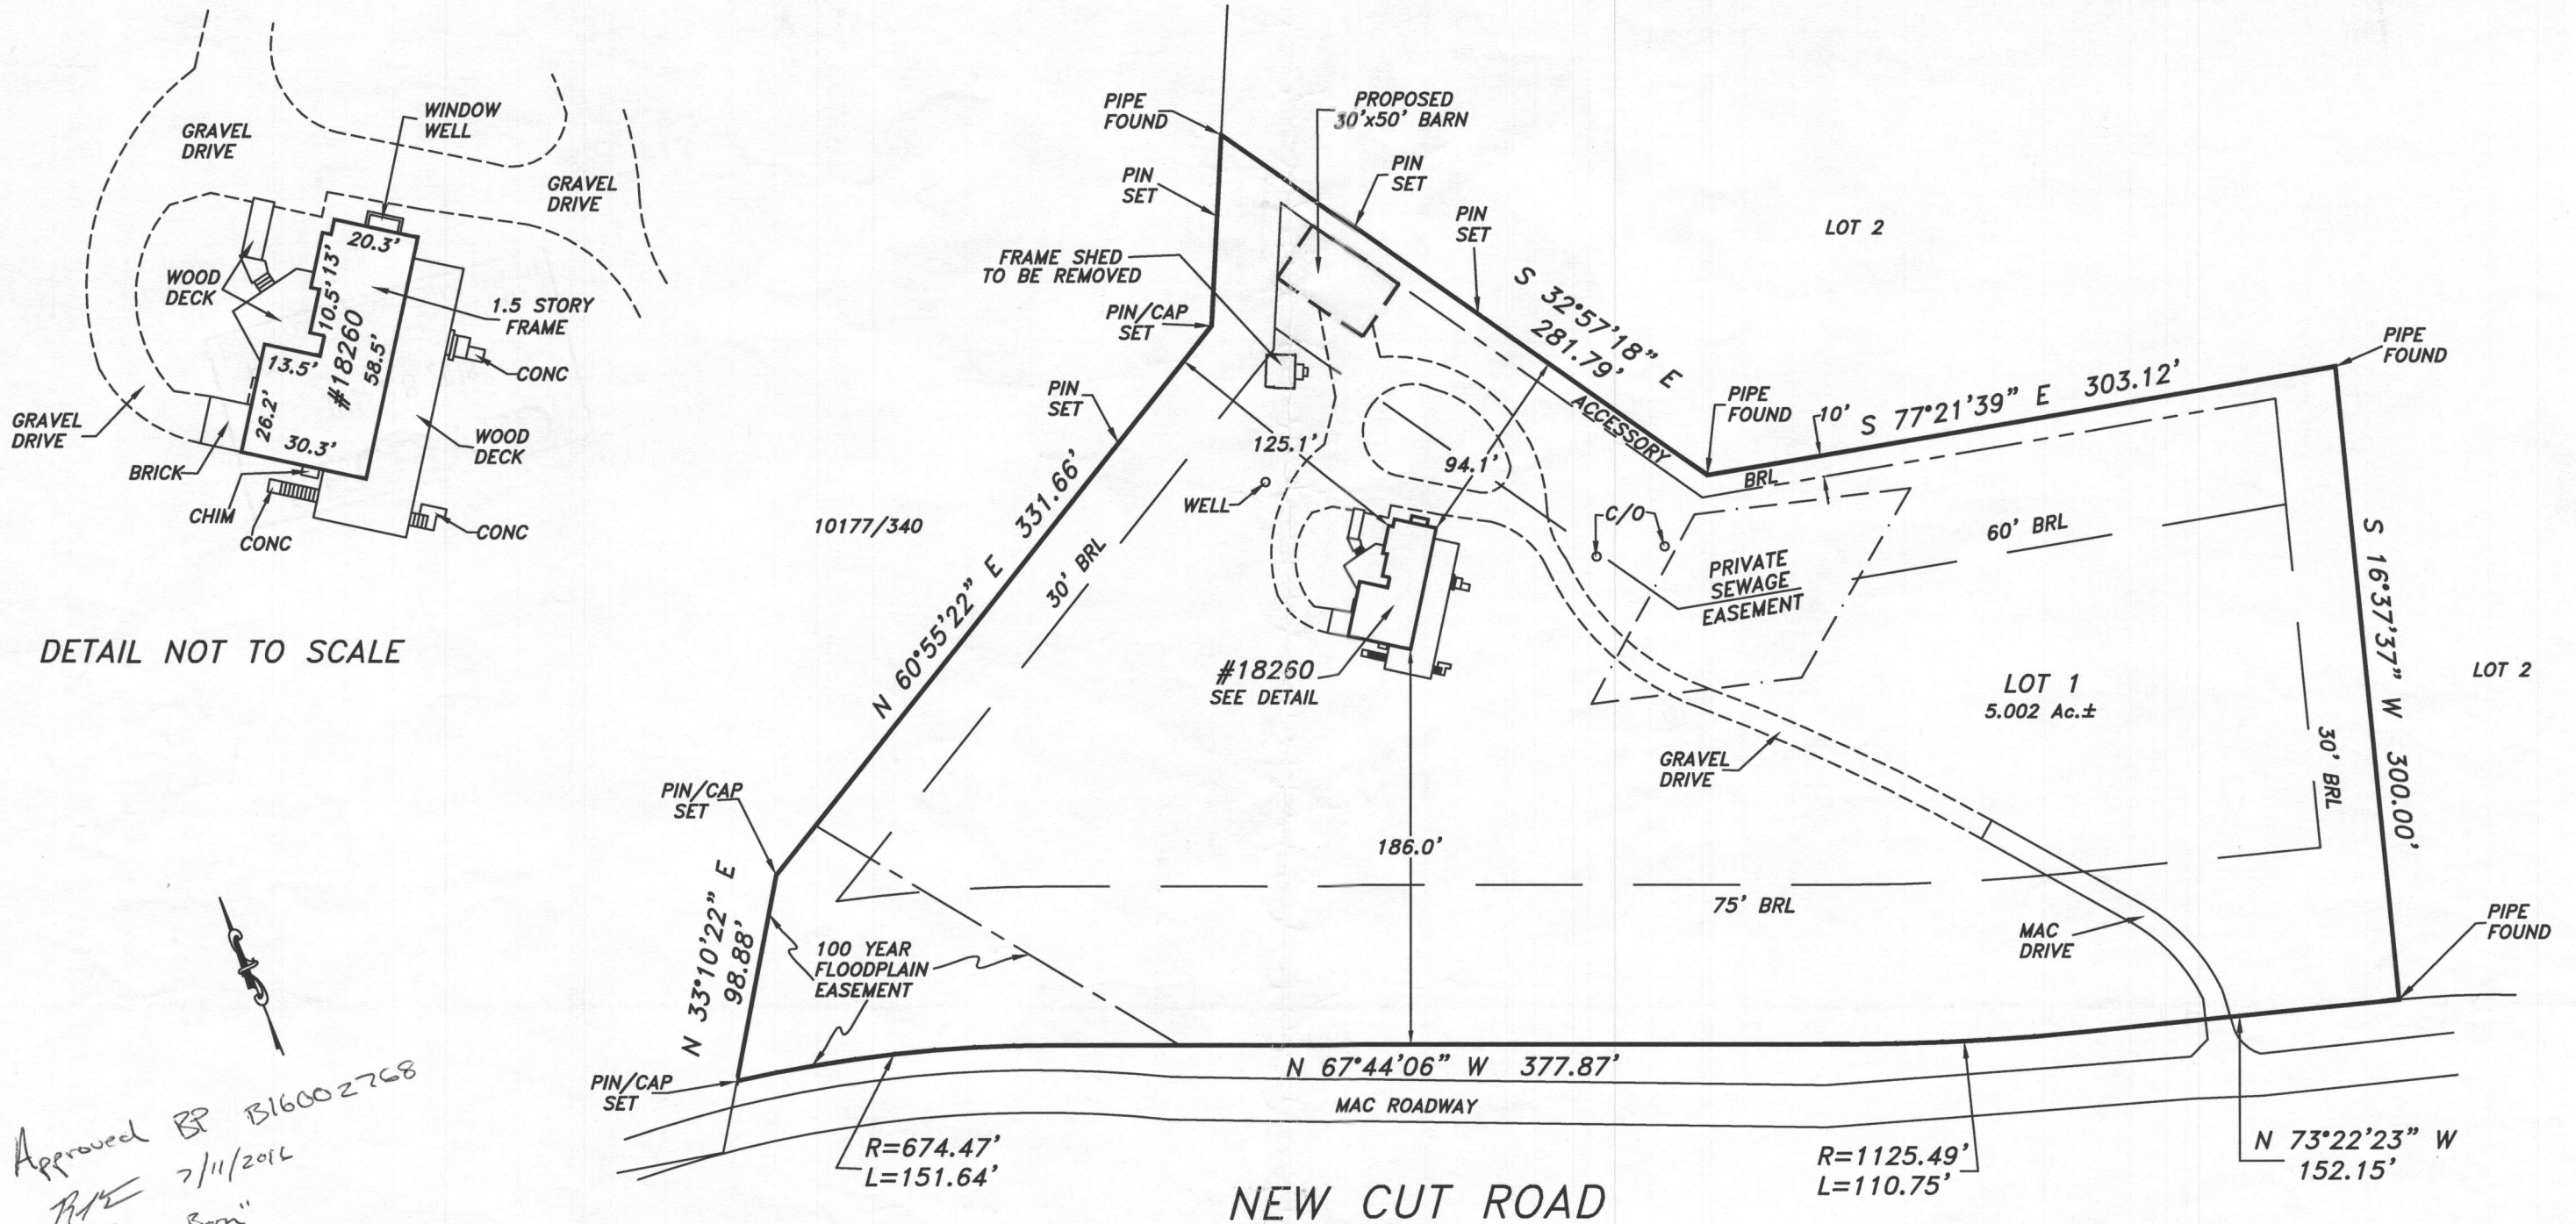 GRAVEL
DRIVE
WINDOW
WELL
GRAVEL
DRIVE
20.3'
WOOD
DECK
13'
10.5'
1.5 STORY
FRAME
#18260
58.5'
13.5'
CONC
26.2'
GRAVEL
DRIVE
30.3'
WOOD
DECK
BRICK
CHIM
CONC
CONC
DETAIL NOT TO SCALE
PIPE
FOUND
PROPOSED
30'x50' BARN
PIN
SET
PIN
SET
PIN
SET
LOT 2
FRAME SHED
TO BE REMOVED
PIN/CAP
SET
S 32°57'18" E
281.79'
PIN
SET
PIPE
FOUND
PIPE
FOUND
10'
S 77°21'39" E 303.12'
ACCESSORY
BRL
125.1'
94.1'
WELL
C/O
10177/340
N 60°55'22" E 331.66'
30' BRL
60' BRL
PRIVATE
SEWAGE
EASEMENT
S 16°37'37" W 300.00'
#18260
SEE DETAIL
LOT 1
5.002 Ac.±
LOT 2
30' BRL
GRAVEL
DRIVE
PIN/CAP
SET
186.0'
75' BRL
MAC
DRIVE
PIPE
FOUND
N 33°10'22" E
98.88'
100 YEAR
FLOODPLAIN
EASEMENT
PIN/CAP
SET
N 67°44'06" W 377.87'
MAC ROADWAY
R=674.47'
L=151.64'
R=1125.49'
L=110.75'
N 73°22'23" W
152.15'
NEW CUT ROAD
Approved BP B16002768
7/11/2016